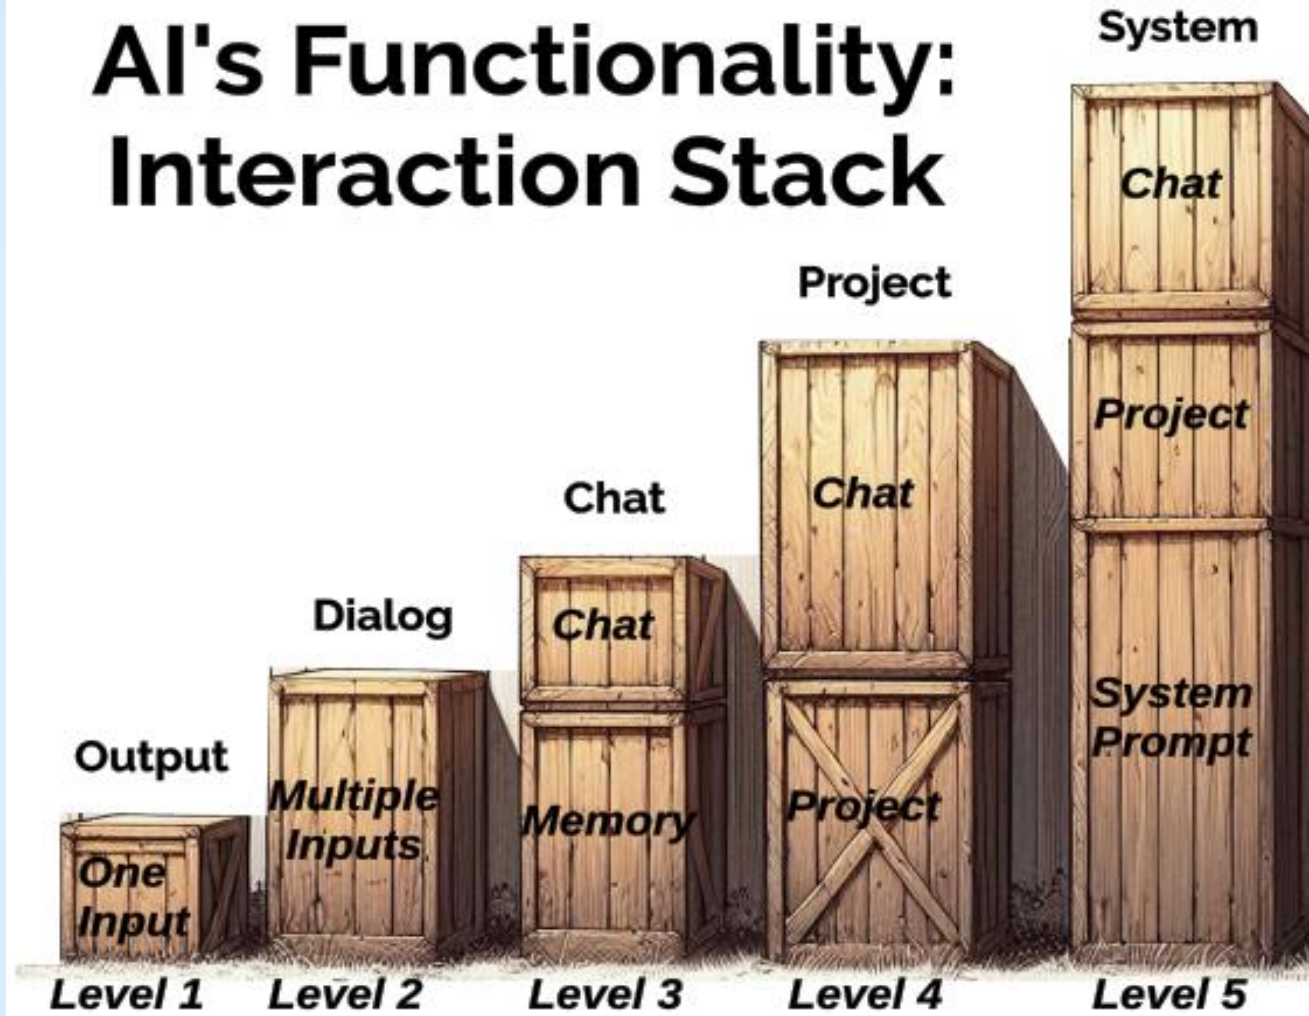 AI's Functionality:
Interaction Stack
Output
One
Input
Level 1
Dialog
Multiple
Inputs
Level 2
Chat
Chat
Memory
Level 3
Project
Chat
Project
Level 4
System
Chat
Project
System
Prompt
Level 5